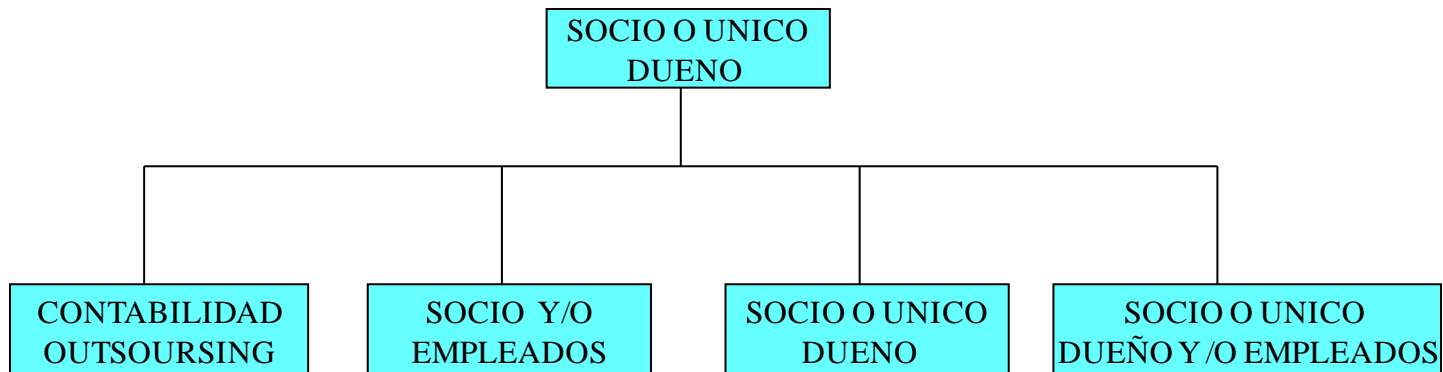 SOCIO O UNICO
DUENO
CONTABILIDAD
OUTSOURSING
SOCIO Y/O
EMPLEADOS
SOCIO O UNICO
DUENO
SOCIO O UNICO
DUEÑO Y /O EMPLEADOS